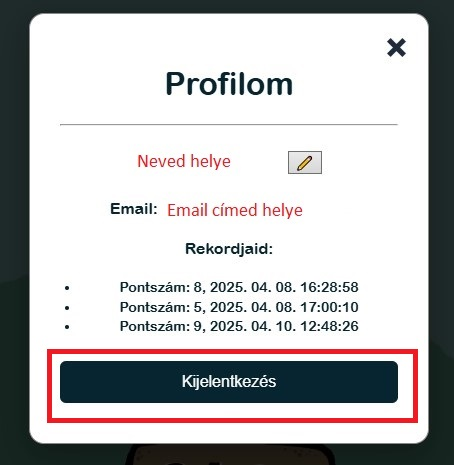 Profilom
Neved helye
Email: Email címed helye
Rekordjaid:
Pontszám: 8, 2025. 04. 08. 16:28:58
Pontszám: 5, 2025. 04. 08. 17:00:10
Pontszám: 9, 2025. 04. 10. 12:48:26
Kijelentkezés